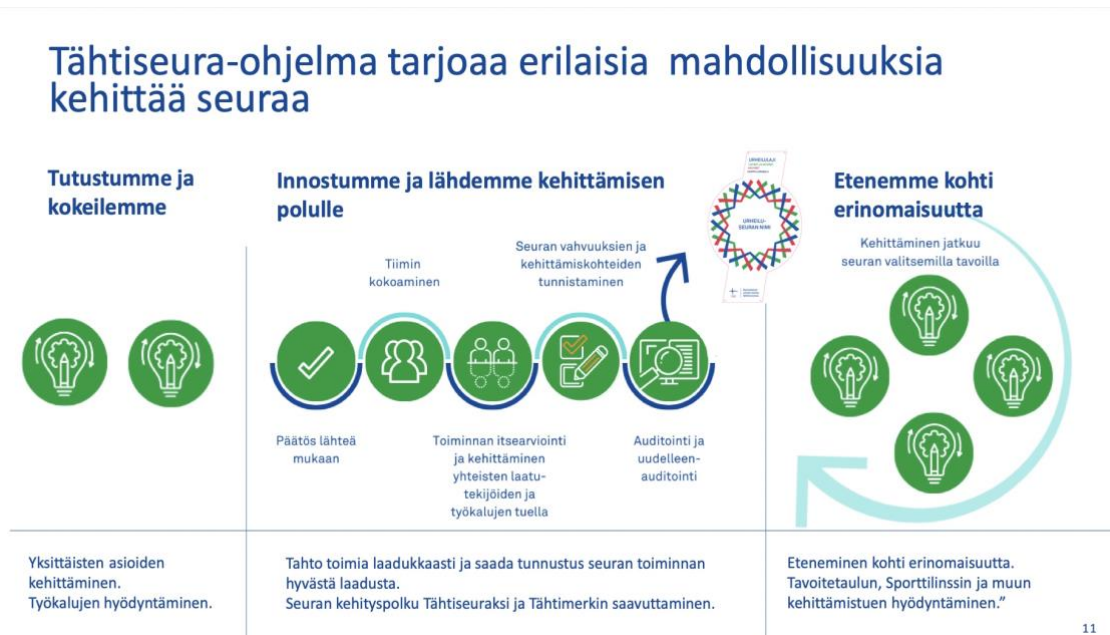 Tähtiseura-ohjelma tarjoaa erilaisia mahdollisuuksia
kehittää seuraa
Tutustumme ja
kokeilemme
Innostumme ja lähdemme kehittämisen
polulle
URHEILU-
SEURAN NIMI
Etenemme kohti
erinomaisuutta
Tiimin
kokoaminen
Seuran vahvuuksien ja
kehittämiskohteiden
tunnistaminen
Kehittäminen jatkuu
seuran valitsemilla tavoilla
Päätös lähteä
mukaan
Toiminnan itsearviointi
ja kehittäminen
yhteisten laatu-
tekijöiden ja
työkalujen tuella
Auditointi ja
uudelleen-
auditointi
Yksittäisten asioiden
kehittäminen.
Työkalujen hyödyntäminen.
Tahto toimia laadukkaasti ja saada tunnustus seuran toiminnan
hyvästä laadusta.
Seuran kehityspolku Tähtiseuraksi ja Tähtimerkin saavuttaminen.
Eteneminen kohti erinomaisuutta.
Tavoitetaulun, Sporttilinssin ja muun
kehittämistuen hyödyntäminen.”
11